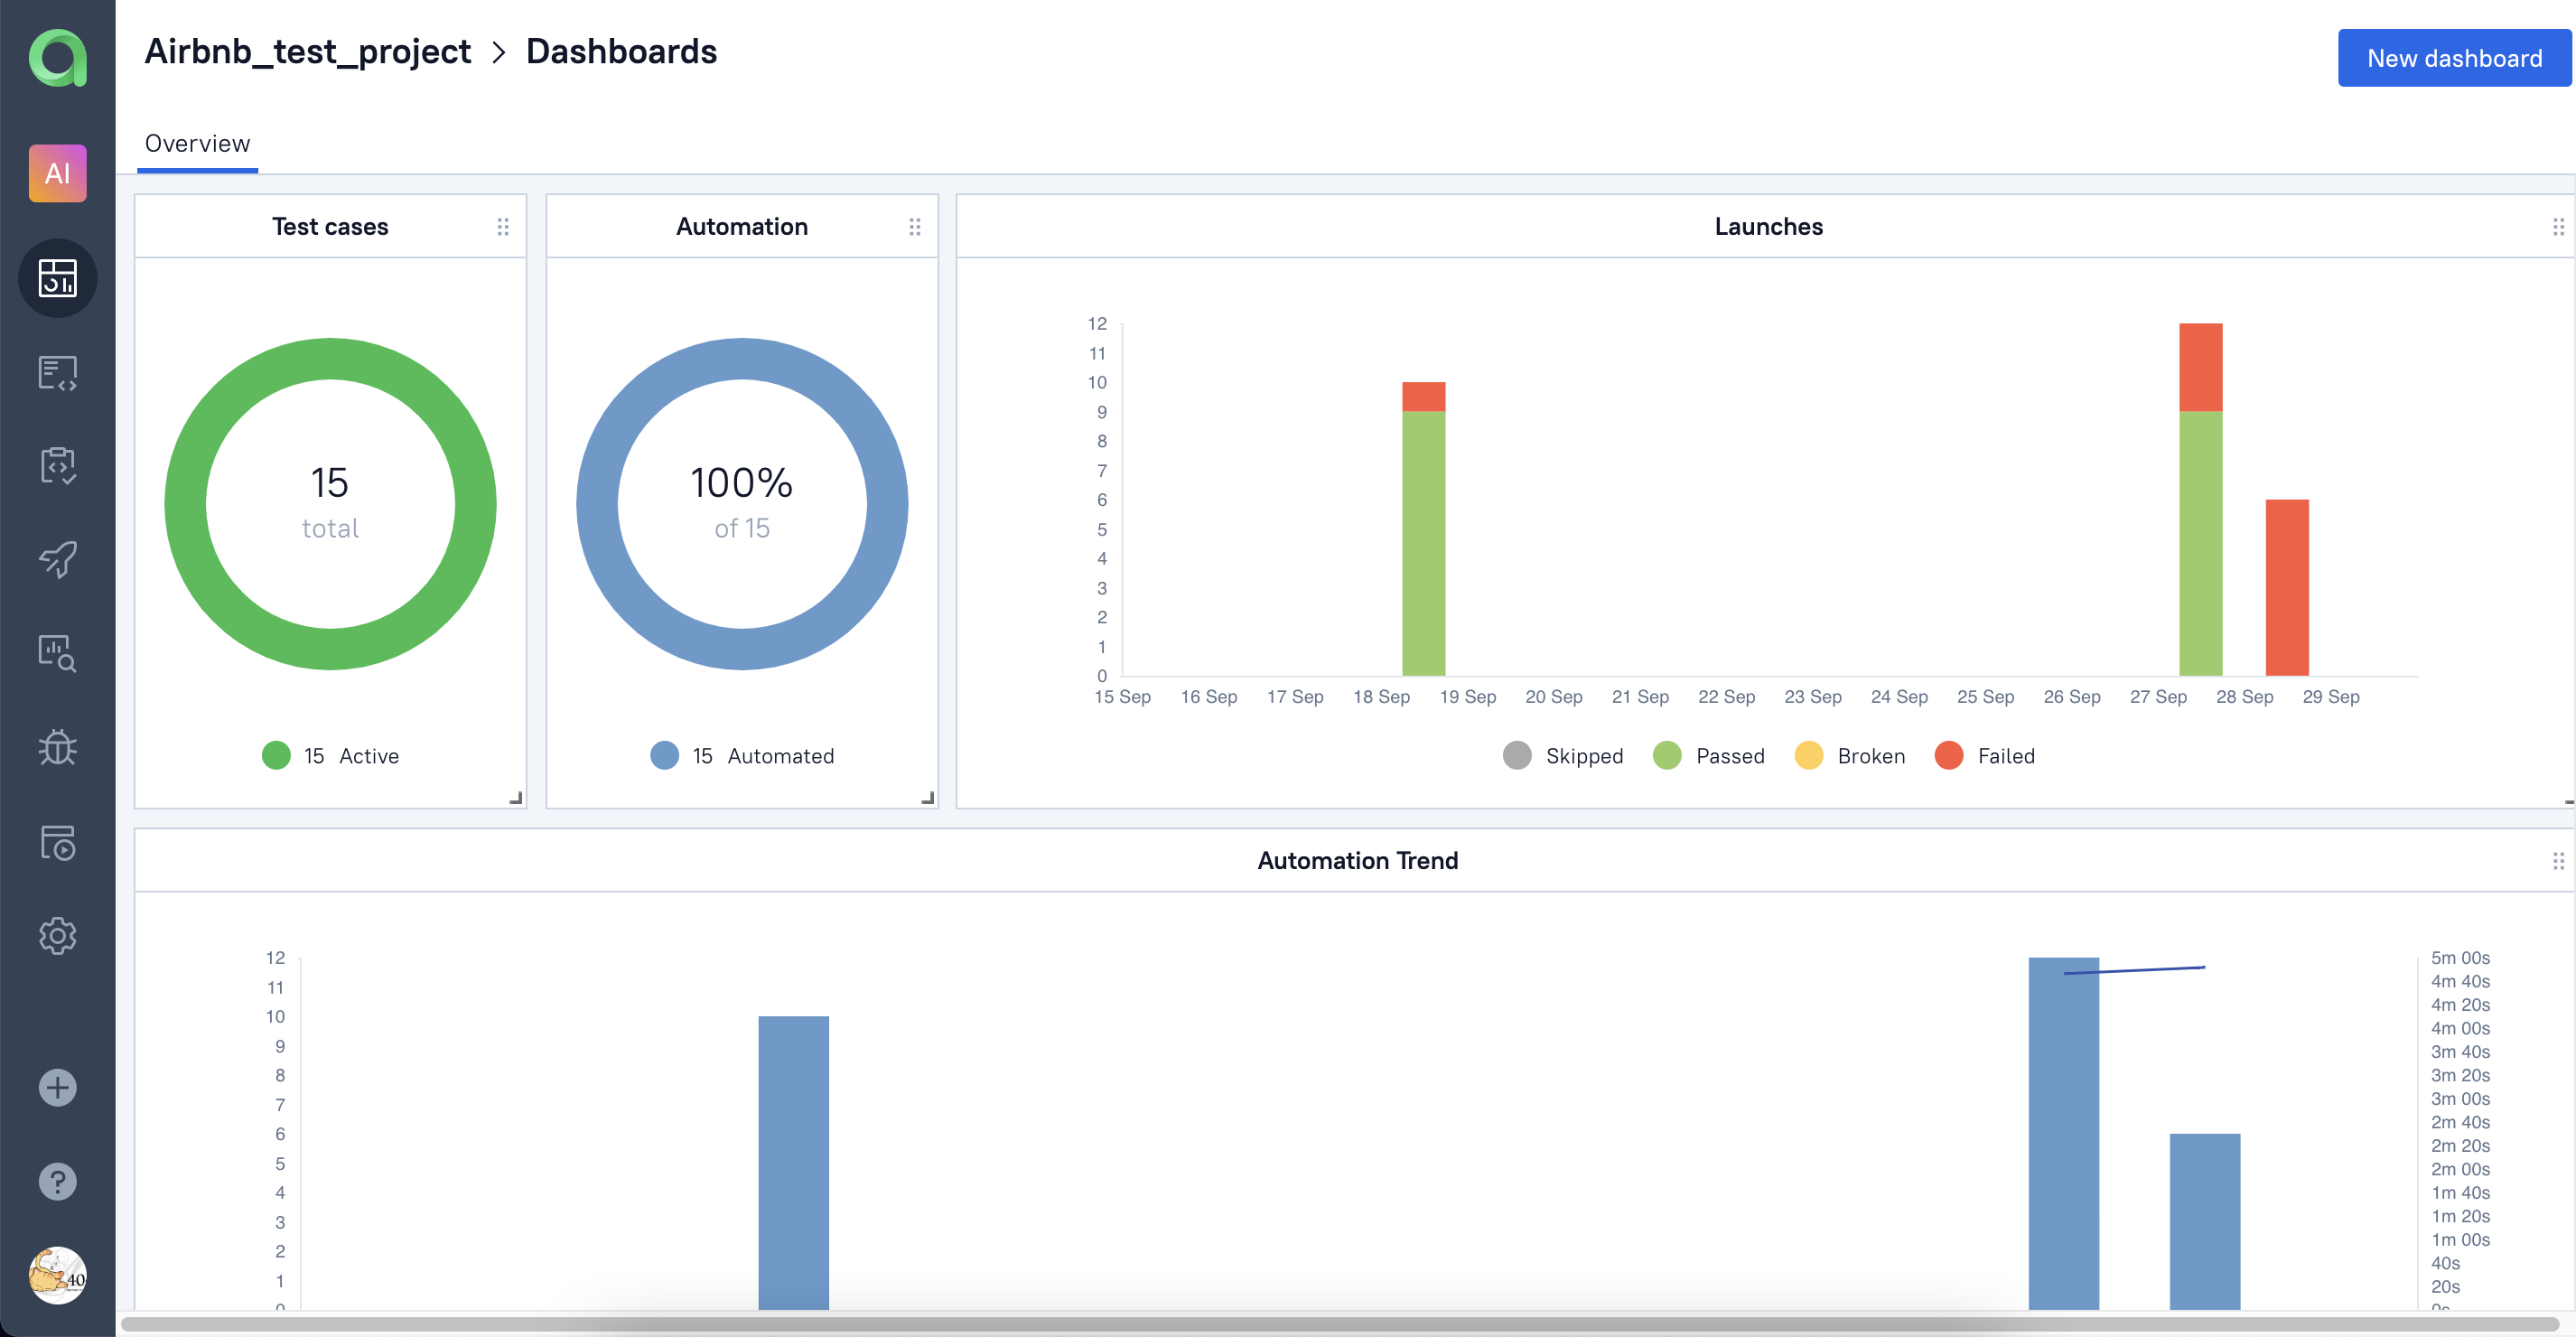 Airbnb_test_project > Dashboards
New dashboard
AI
Overview
Test cases
15
total
15 Active
Automation
100%
of 15
15 Automated
Launches
12
11
10
9
8
7
6
5
4
3
2
1
0
15 Sep 16 Sep 17 Sep 18 Sep 19 Sep 20 Sep 21 Sep 22 Sep 23 Sep 24 Sep 25 Sep 26 Sep 27 Sep 28 Sep 29 Sep
Skipped Passed Broken Failed
Automation Trend
12
11
10
9
8
7
6
5
4
3
2
1
0
5m 00s
4m 40s
4m 20s
4m 00s
3m 40s
3m 20s
3m 00s
2m 40s
2m 20s
2m 00s
1m 40s
1m 20s
1m 00s
40s
20s
0s
40